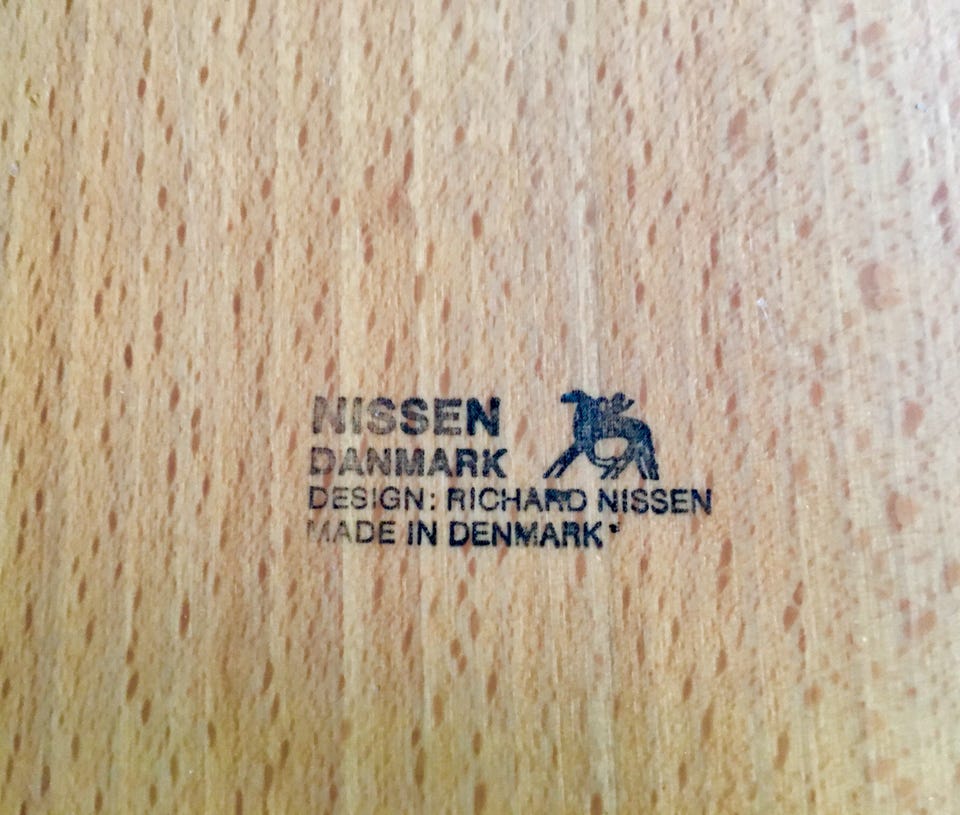 NISSEN
DANMARK
DESIGN: RICHARD NISSEN
MADE IN DENMARK